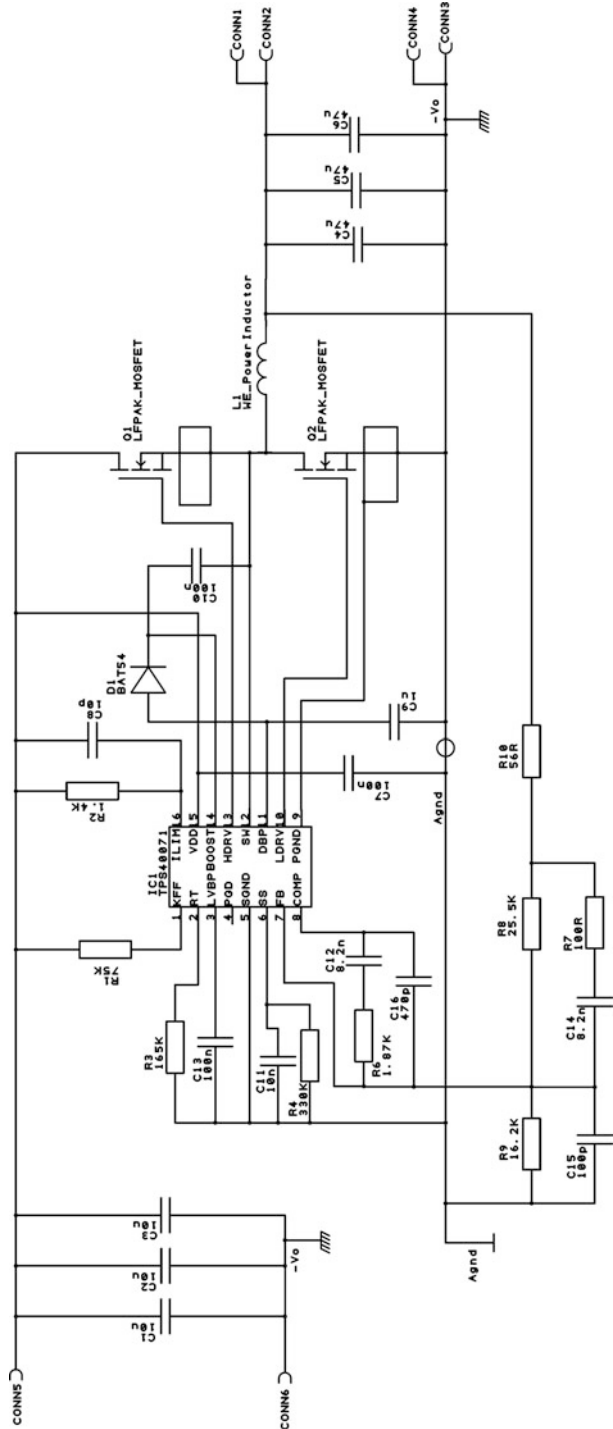 CONN1
CONN2
CONN4
CONN3
-Vo
C6
47u
C5
47u
C4
47u
L1
WE_PowerInductor
Q1
LFPAK_MOSFET
Q2
LFPAK_MOSFET
C10
100n
D1
BAT54
C8
10p
R2
1.4K
C9
1u
C7
100n
Agnd
R10
56R
IC1
TPS40071
1 KFF ILIM 16
2 RT VDD 15
3 LVBP BOOST 14
4 PGD HDRV 13
5 SGND SW 12
6 SS DBP 11
7 FB LDRV 10
8 COMP PGND 9
R1
75K
R3
165K
C13
100n
C11
10n
R4
330K
C12
8.2n
R6
1.87K
C16
470p
R8
25.5K
R7
100R
C14
8.2n
R9
16.2K
C15
100p
C3
10u
C2
10u
C1
10u
-Vo
Agnd
CONN5
CONN6